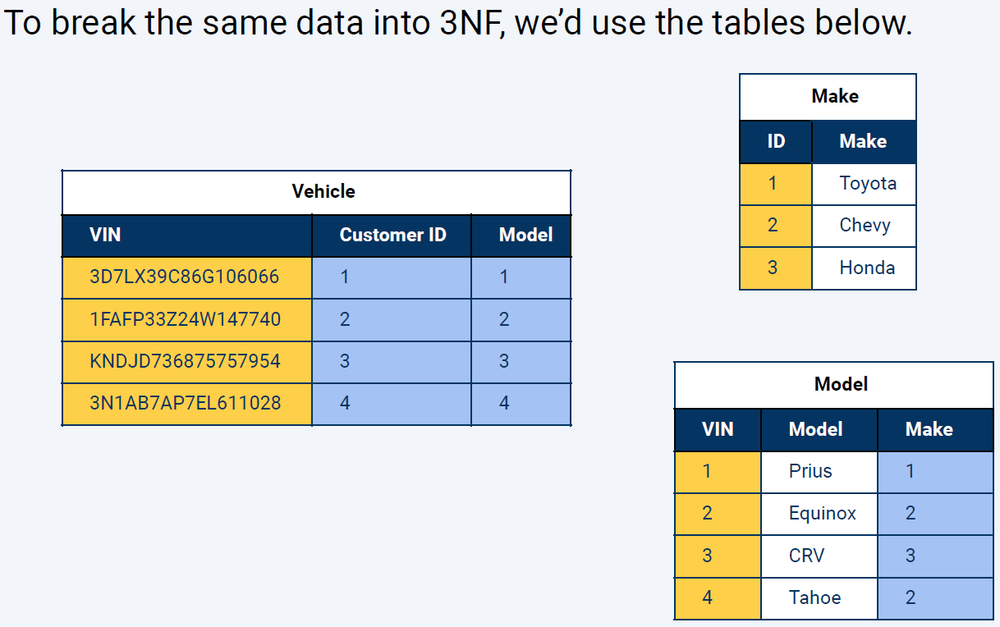 To break the same data into 3NF, we’d use the tables below.
Vehicle
VIN Customer ID Model
3D7LX39C86G106066 1 1
1FAFP33Z24W147740 2 2
KNDJD736875757954 3 3
3N1AB7AP7EL611028 4 4
Make
ID Make
1 Toyota
2 Chevy
3 Honda
Model
VIN Model Make
1 Prius 1
2 Equinox 2
3 CRV 3
4 Tahoe 2